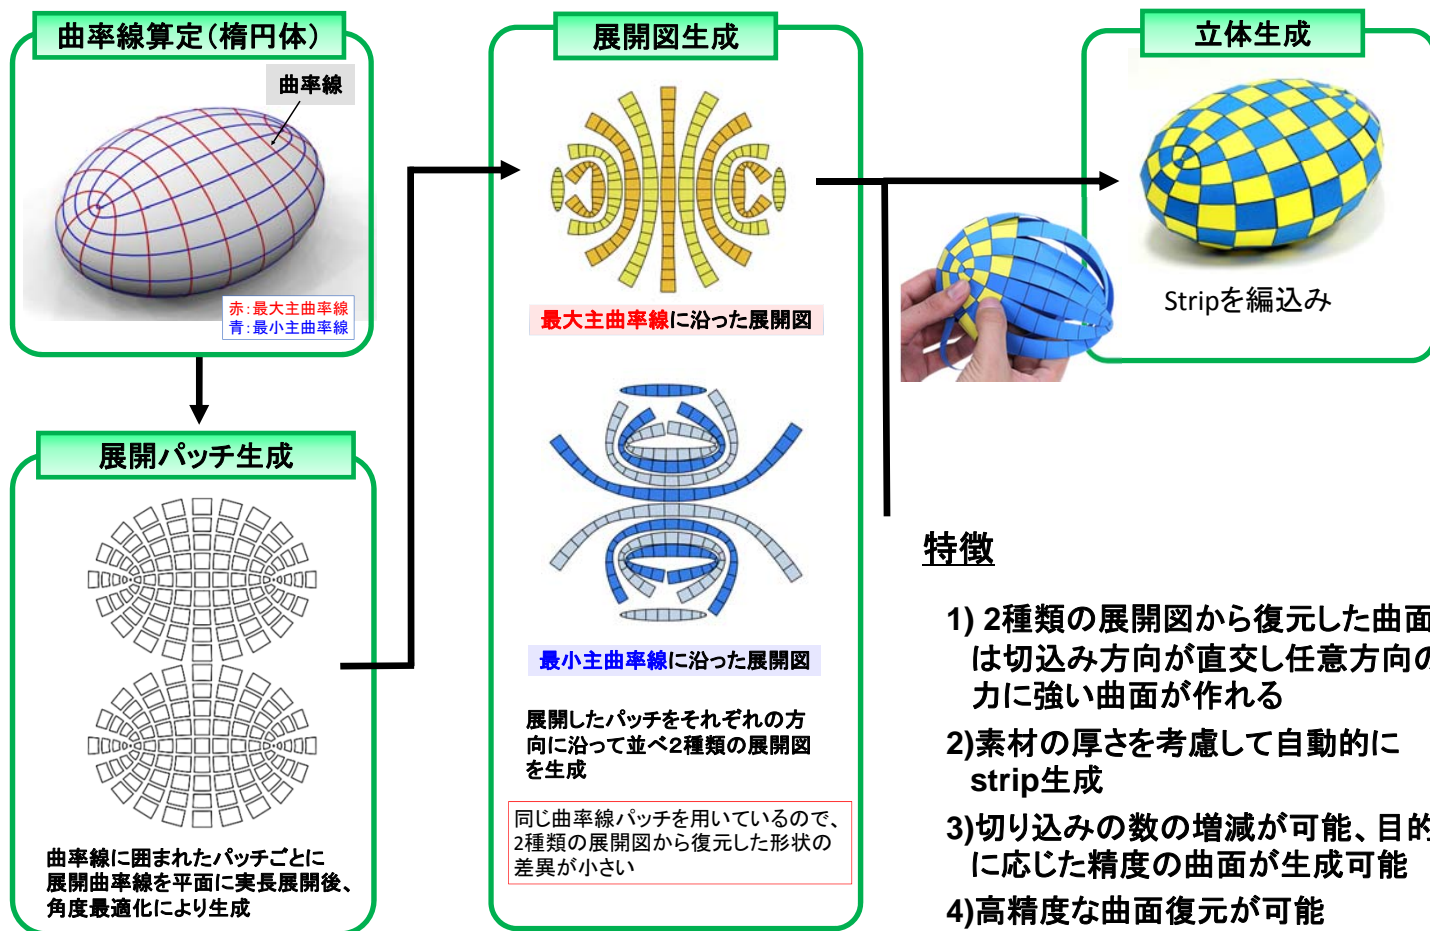 曲率線算定(楕円体)
曲率線
赤:最大主曲率線
青:最小主曲率線
展開パッチ生成
曲率線に囲まれたパッチごとに
展開曲率線を平面に実長展開後、
角度最適化により生成
展開図生成
最大主曲率線に沿った展開図
最小主曲率線に沿った展開図
展開したパッチをそれぞれの方
向に沿って並べ2種類の展開図
を生成
同じ曲率線パッチを用いているので、
2種類の展開図から復元した形状の
差異が小さい
立体生成
Stripを編込み
特徴
1) 2種類の展開図から復元した曲面
は切込み方向が直交し任意方向の
力に強い曲面が作れる
2)素材の厚さを考慮して自動的に
strip生成
3)切り込みの数の増減が可能、目的
に応じた精度の曲面が生成可能
4)高精度な曲面復元が可能